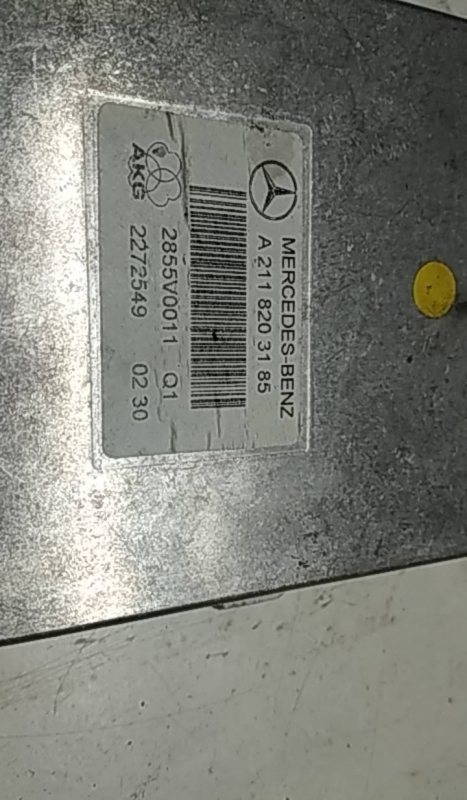 MERCEDES-BENZ
A 211 820 31 85
AKG
2855V0011 Q1
2272549 02 30